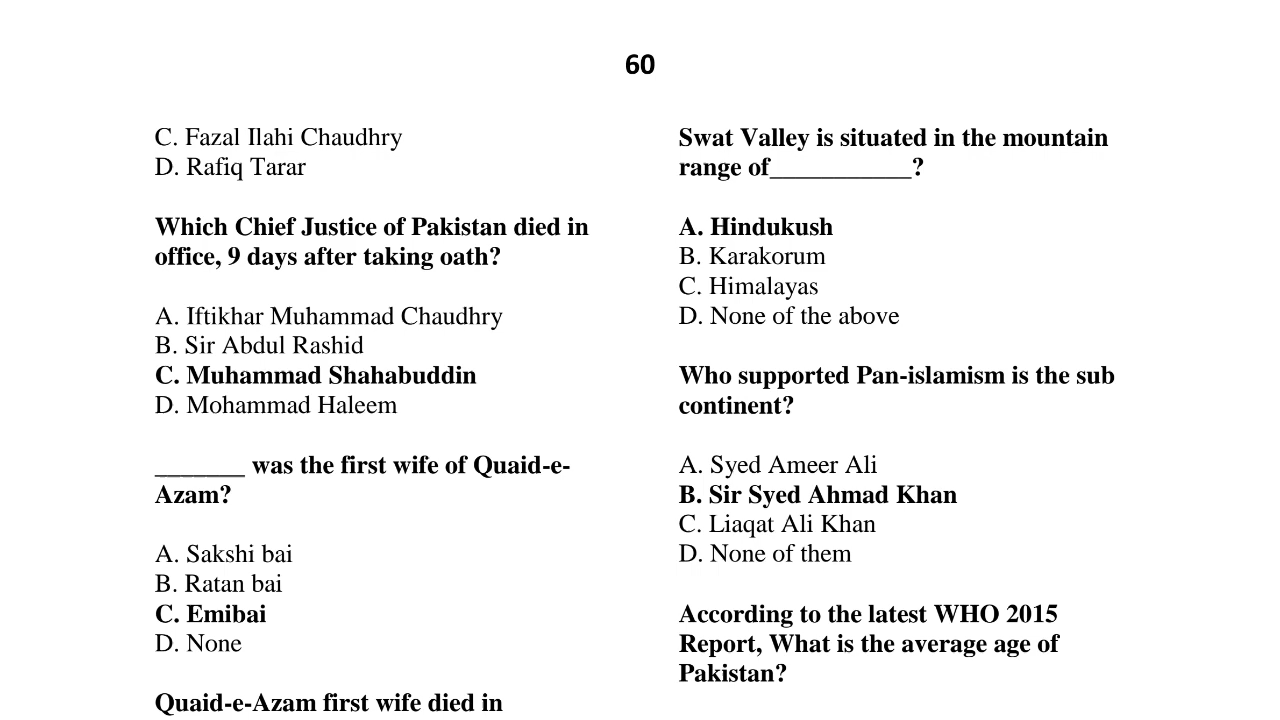 60
C. Fazal Ilahi Chaudhry
D. Rafiq Tarar
Which Chief Justice of Pakistan died in
office, 9 days after taking oath?
A. Iftikhar Muhammad Chaudhry
B. Sir Abdul Rashid
C. Muhammad Shahabuddin
D. Mohammad Haleem
_______ was the first wife of Quaid-e-
Azam?
A. Sakshi bai
B. Ratan bai
C. Emibai
D. None
Quaid-e-Azam first wife died in
Swat Valley is situated in the mountain
range of___________?
A. Hindukush
B. Karakorum
C. Himalayas
D. None of the above
Who supported Pan-islamism is the sub
continent?
A. Syed Ameer Ali
B. Sir Syed Ahmad Khan
C. Liaqat Ali Khan
D. None of them
According to the latest WHO 2015
Report, What is the average age of
Pakistan?